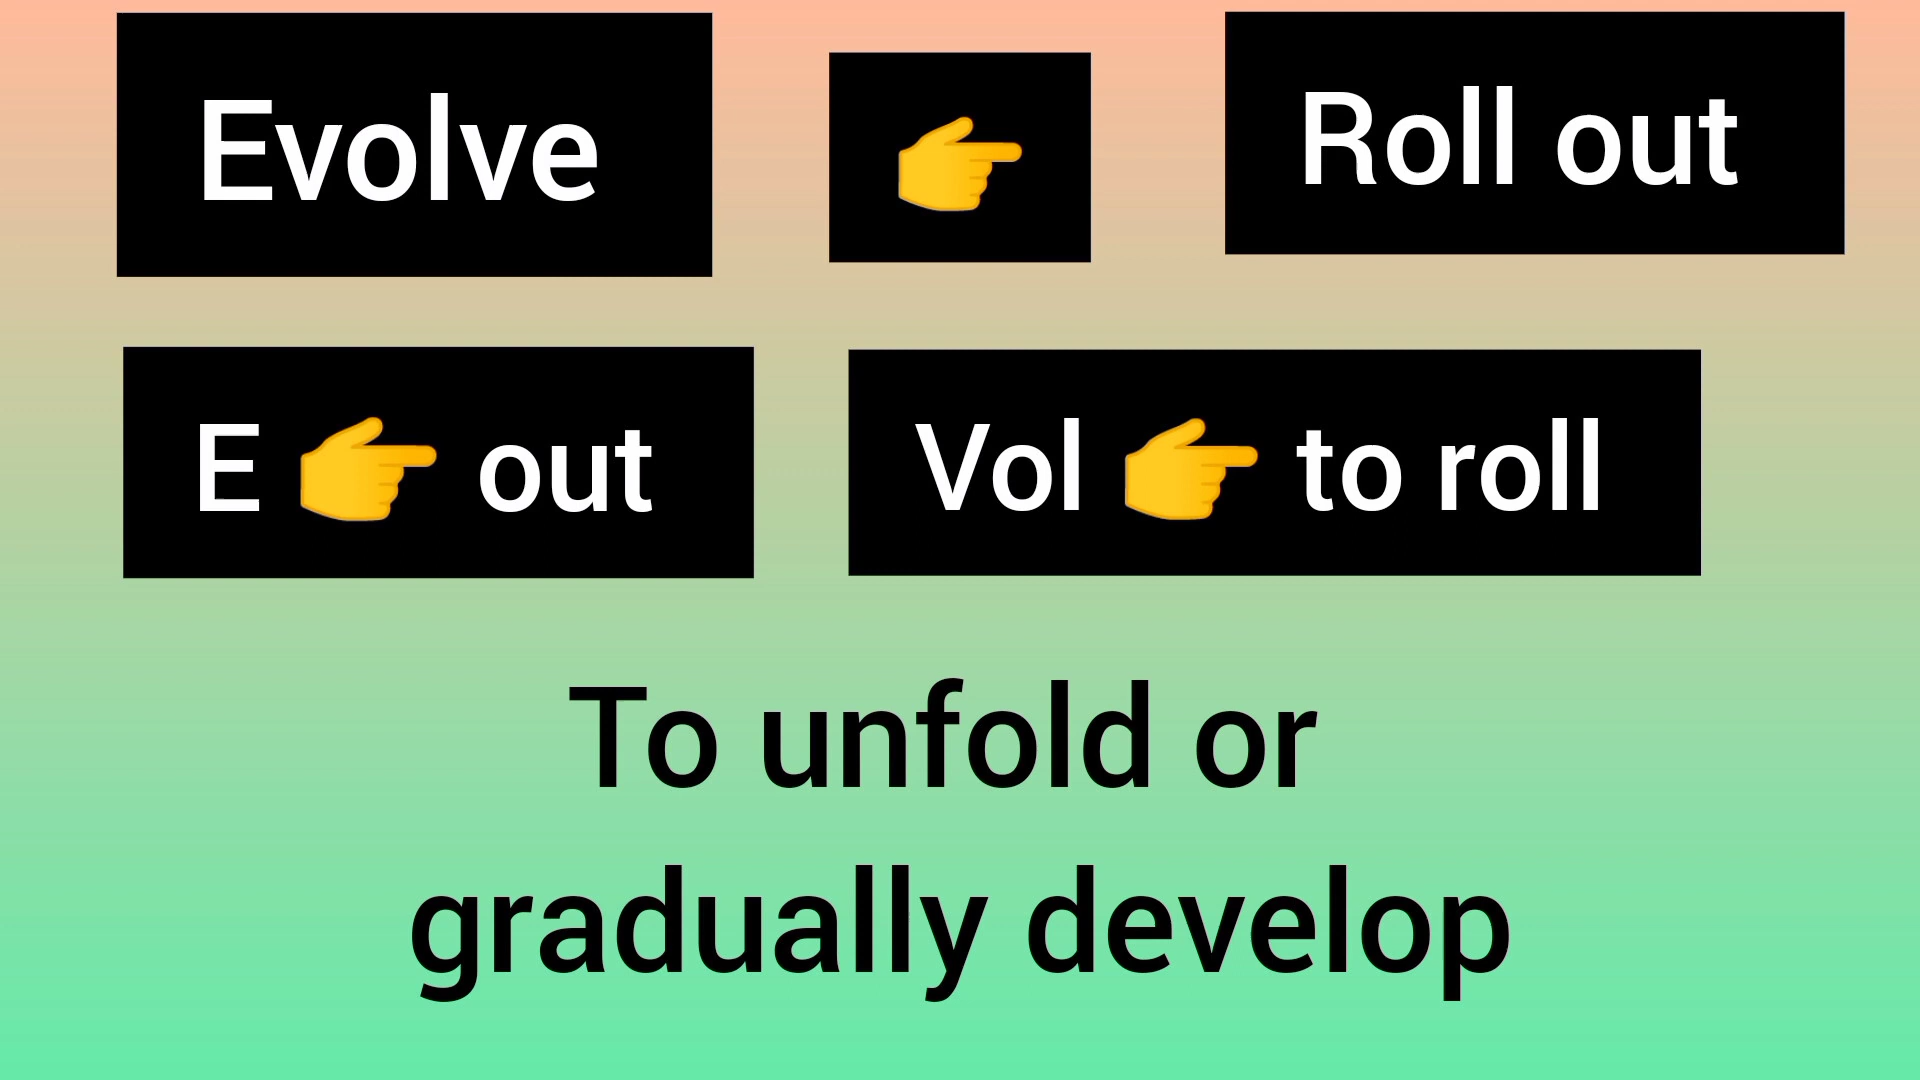 Evolve 👉 Roll out
E 👉 out Vol 👉 to roll
To unfold or
gradually develop